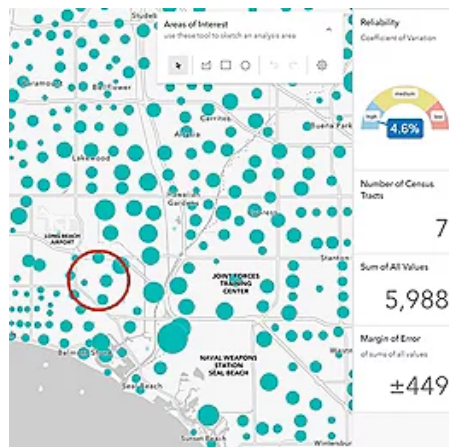 Studeb
Areas of Interest
use these tool to sketch an analysis area
Bellflower
Cerritos
Artesia
Buena Park
Lakewood
Hawaiian
Gardens
Cypress
LONG BEACH
AIRPORT
Stanton
JOINT FORCES
TRAINING
CENTER
NAVAL WEAPONS
STATION
SEAL BEACH
Seal Beach
Sunset Beach
Reliability
Coefficient of Variation
medium
high
low
4.6%
Number of Census
Tracts
7
Sum of All Values
5,988
Margin of Error
of sums of all values
±449